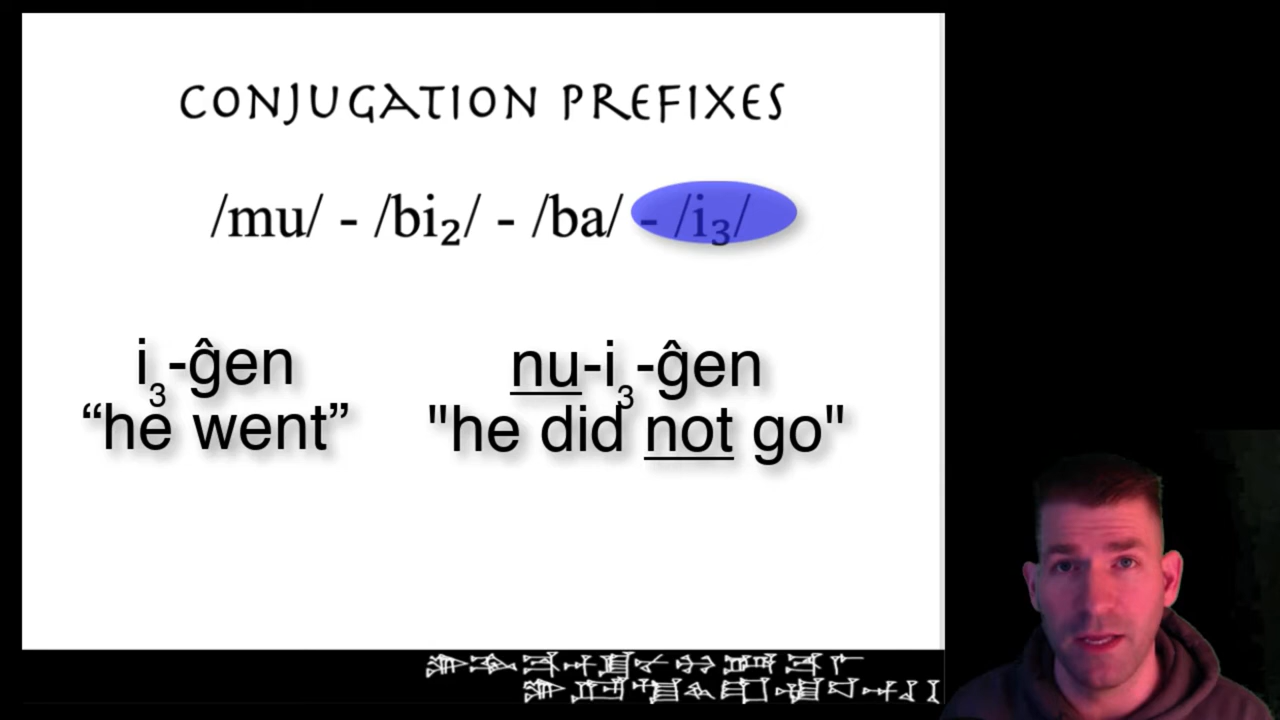 CONJUGATION PREFIXES
/mu/ - /bi₂/ - /ba/ - /i₃/
i₃-ĝen
nu-i₃-ĝen
“he went”
"he did not go"